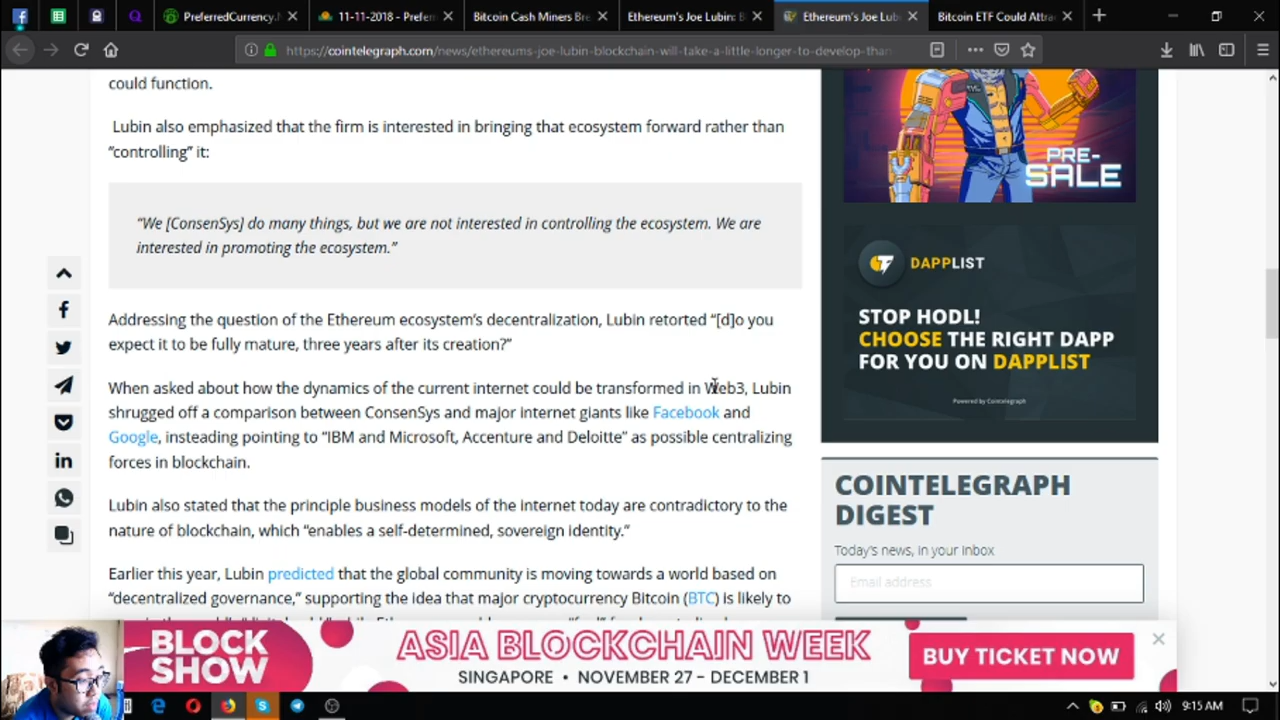 PreferredCurrency.
11-11-2018 - Prefer
Bitcoin Cash Miners Bre
Ethereum's Joe Lubin: B
Ethereum's Joe Lub
Bitcoin ETF Could Attra
https://cointelegraph.com/news/ethereums-joe-lubin-blockchain-will-take-a-little-longer-to-develop-than-
could function.
Lubin also emphasized that the firm is interested in bringing that ecosystem forward rather than
“controlling” it:
“We [ConsenSys] do many things, but we are not interested in controlling the ecosystem. We are
interested in promoting the ecosystem.”
Addressing the question of the Ethereum ecosystem’s decentralization, Lubin retorted “[d]o you
expect it to be fully mature, three years after its creation?”
When asked about how the dynamics of the current internet could be transformed in Web3, Lubin
shrugged off a comparison between ConsenSys and major internet giants like Facebook and
Google, insteading pointing to “IBM and Microsoft, Accenture and Deloitte” as possible centralizing
forces in blockchain.
Lubin also stated that the principle business models of the internet today are contradictory to the
nature of blockchain, which “enables a self-determined, sovereign identity.”
Earlier this year, Lubin predicted that the global community is moving towards a world based on
“decentralized governance,” supporting the idea that major cryptocurrency Bitcoin (BTC) is likely to
PRE-
SALE
DAPPLIST
STOP HODL!
CHOOSE THE RIGHT DAPP
FOR YOU ON DAPPLIST
Powered by Cointelegraph
COINTELEGRAPH
DIGEST
Today's news, in your inbox
Email address
BLOCK
SHOW
ASIA BLOCKCHAIN WEEK
SINGAPORE • NOVEMBER 27 - DECEMBER 1
BUY TICKET NOW
9:15 AM